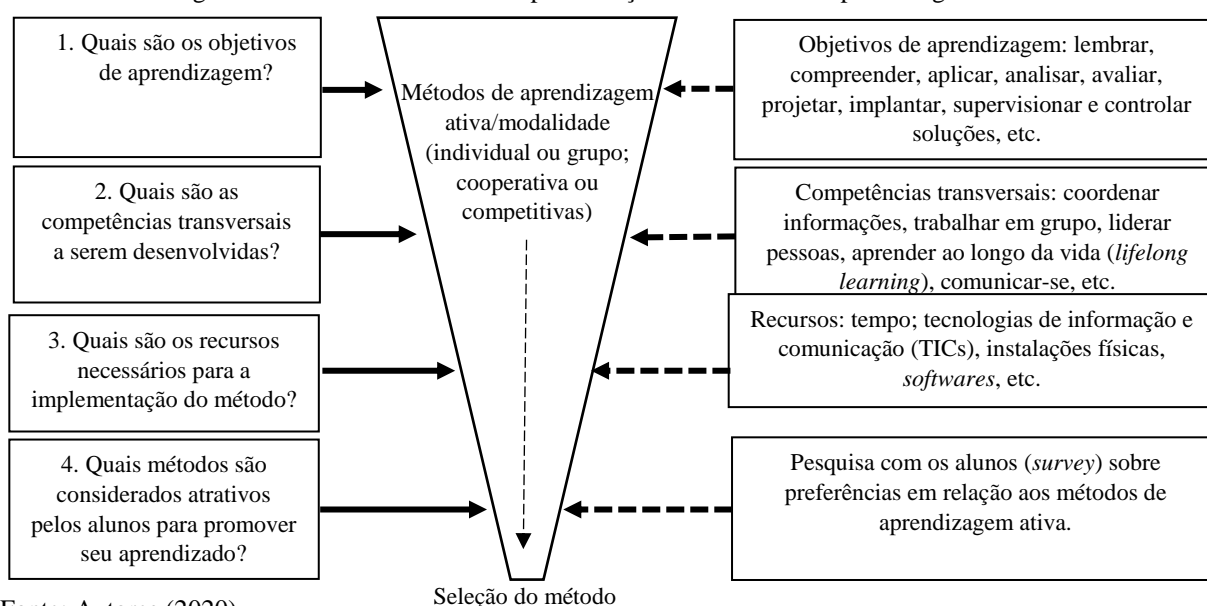 1. Quais são os objetivos
de aprendizagem?
Métodos de aprendizagem
ativa/modalidade
(individual ou grupo;
cooperativa ou
competitivas)
Objetivos de aprendizagem: lembrar,
compreender, aplicar, analisar, avaliar,
projetar, implantar, supervisionar e controlar
soluções, etc.
2. Quais são as
competências transversais
a serem desenvolvidas?
Competências transversais: coordenar
informações, trabalhar em grupo, liderar
pessoas, aprender ao longo da vida (lifelong
learning), comunicar-se, etc.
3. Quais são os recursos
necessários para a
implementação do método?
Recursos: tempo; tecnologias de informação e
comunicação (TICs), instalações físicas,
softwares, etc.
4. Quais métodos são
considerados atrativos
pelos alunos para promover
seu aprendizado?
Pesquisa com os alunos (survey) sobre
preferências em relação aos métodos de
aprendizagem ativa.
Seleção do método
(2020)